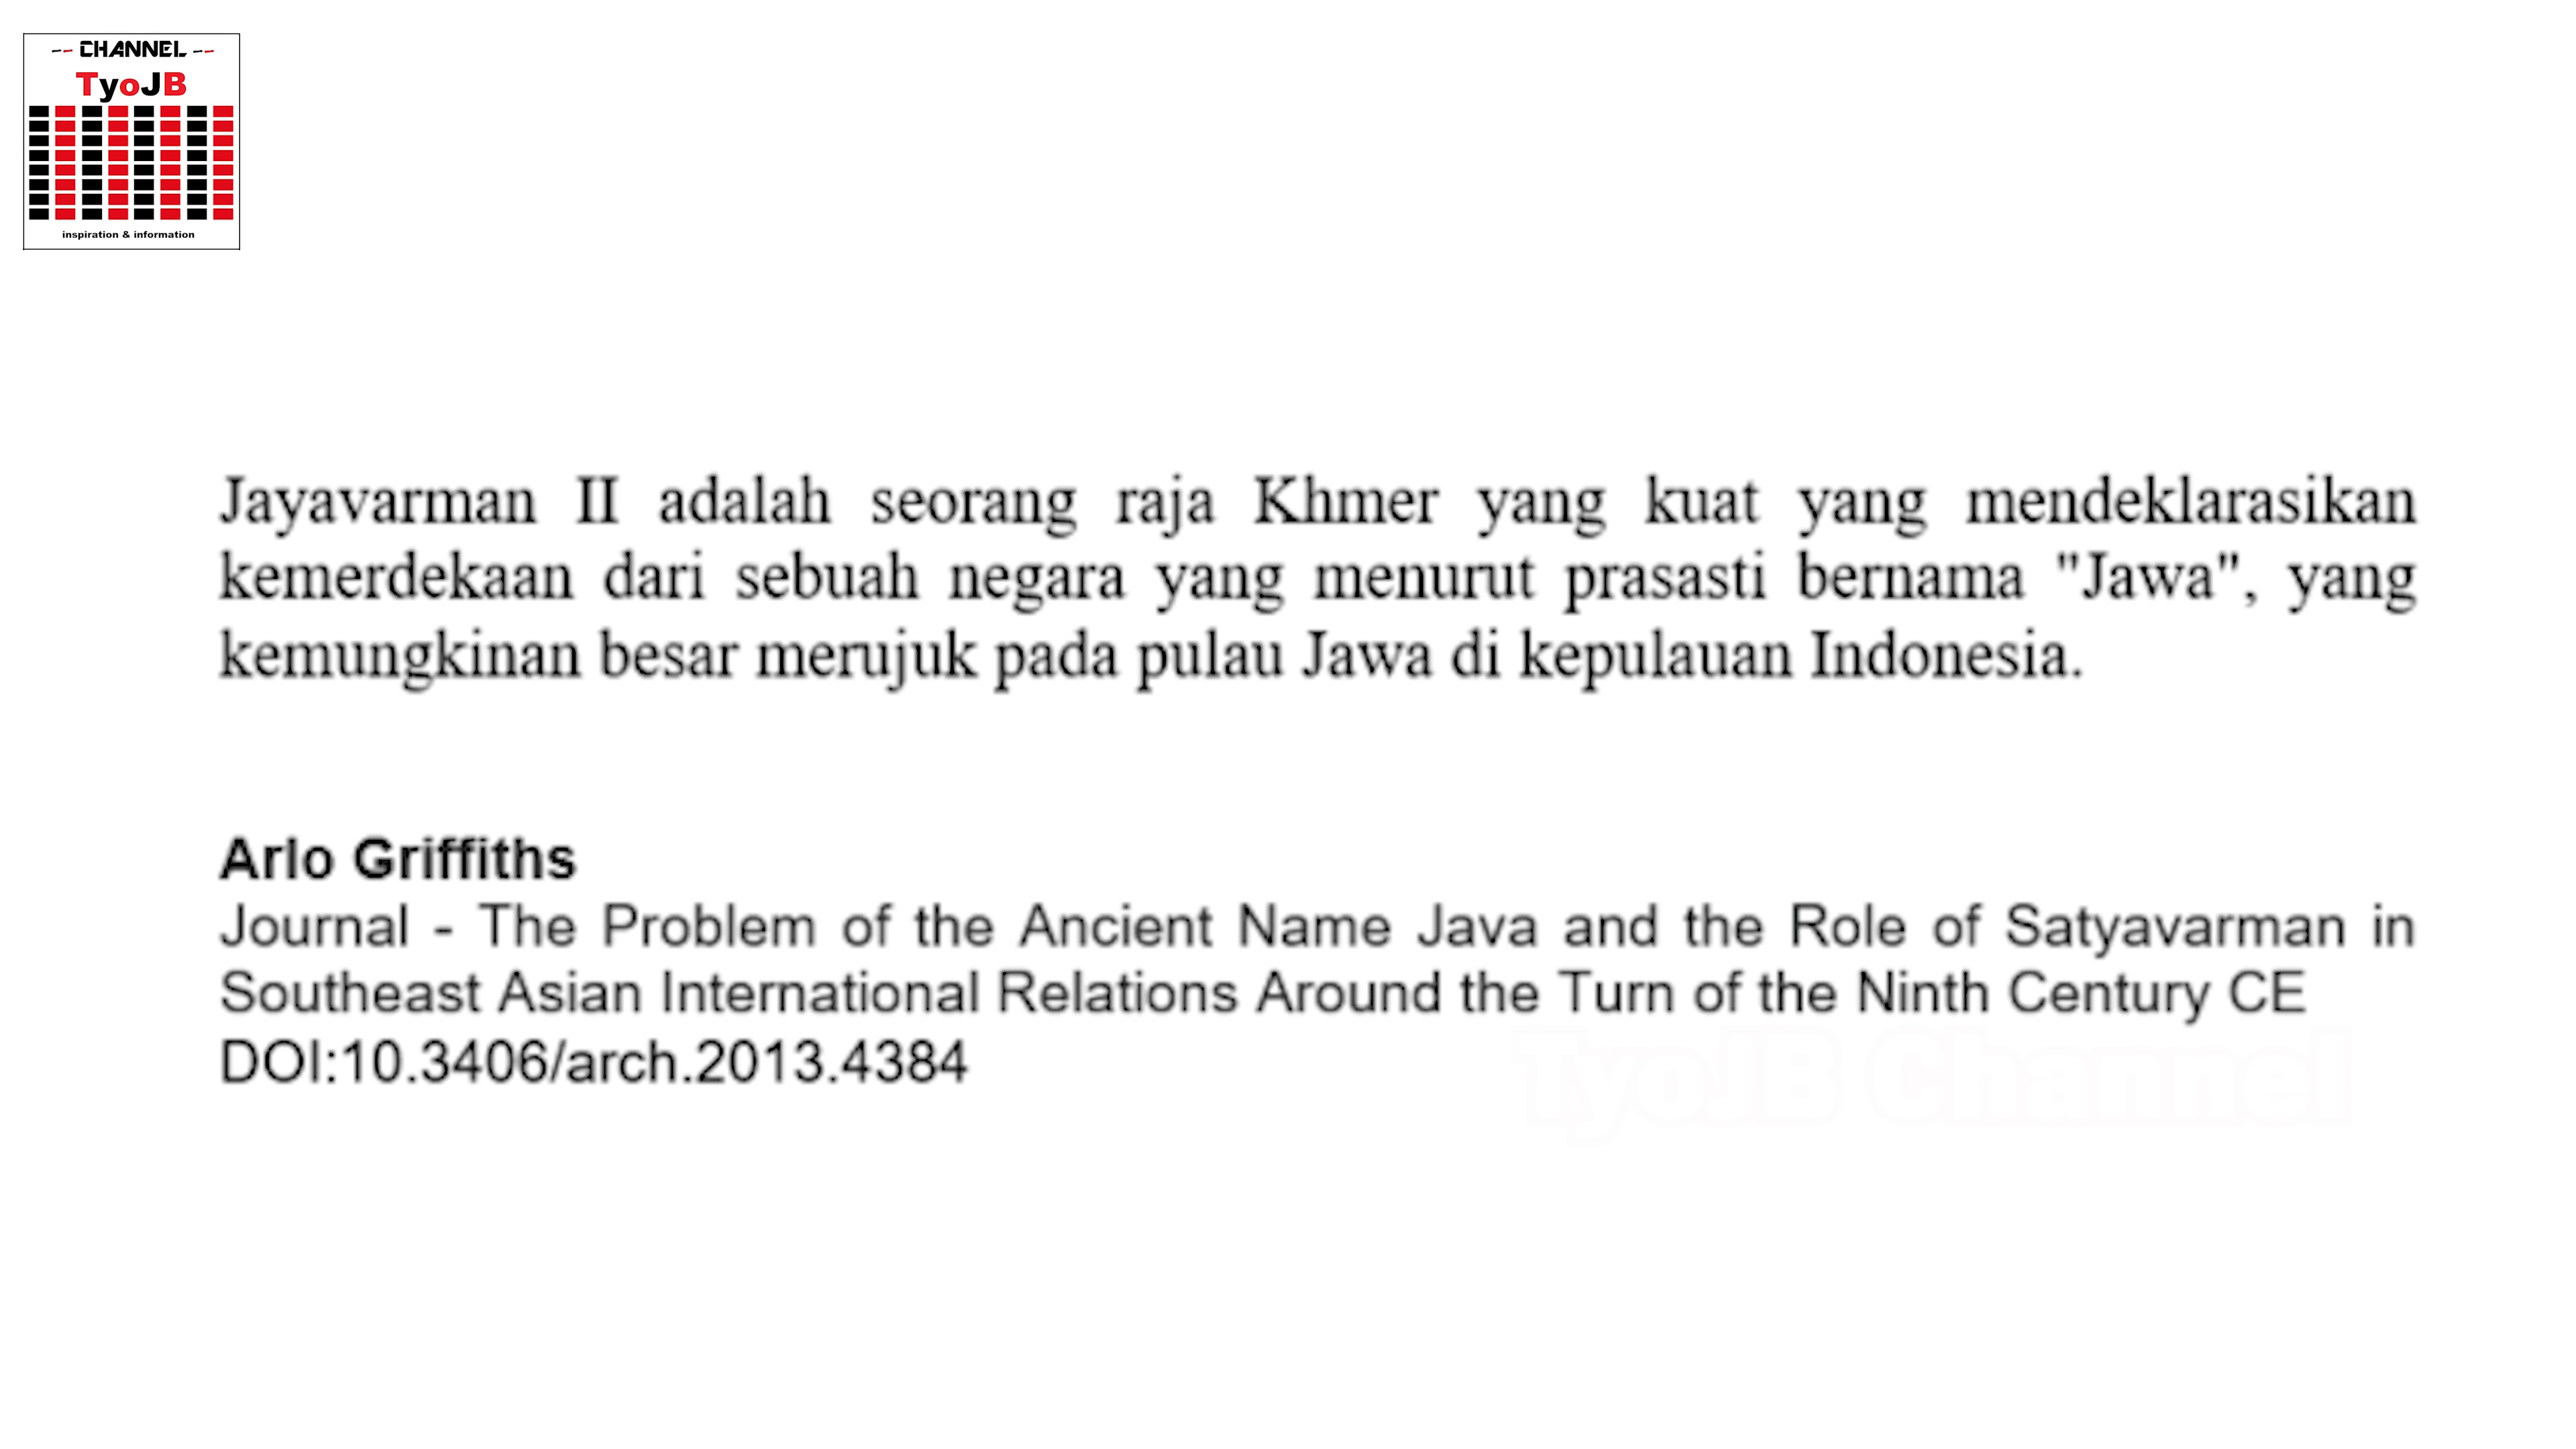 -- CHANNEL --
TyoJB
inspiration & information
Jayavarman II adalah seorang raja Khmer yang kuat yang mendeklarasikan
kemerdekaan dari sebuah negara yang menurut prasasti bernama "Jawa", yang
kemungkinan besar merujuk pada pulau Jawa di kepulauan Indonesia.
Arlo Griffiths
Journal - The Problem of the Ancient Name Java and the Role of Satyavarman in
Southeast Asian International Relations Around the Turn of the Ninth Century CE
DOI:10.3406/arch.2013.4384
TyoJB Channel